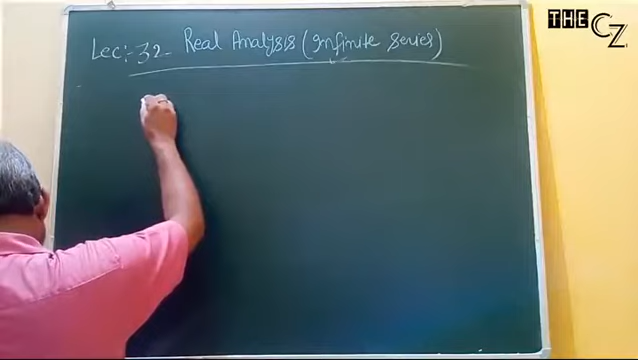 Lec:- 32 - Real Analysis (Infinite Series)
THE CZ